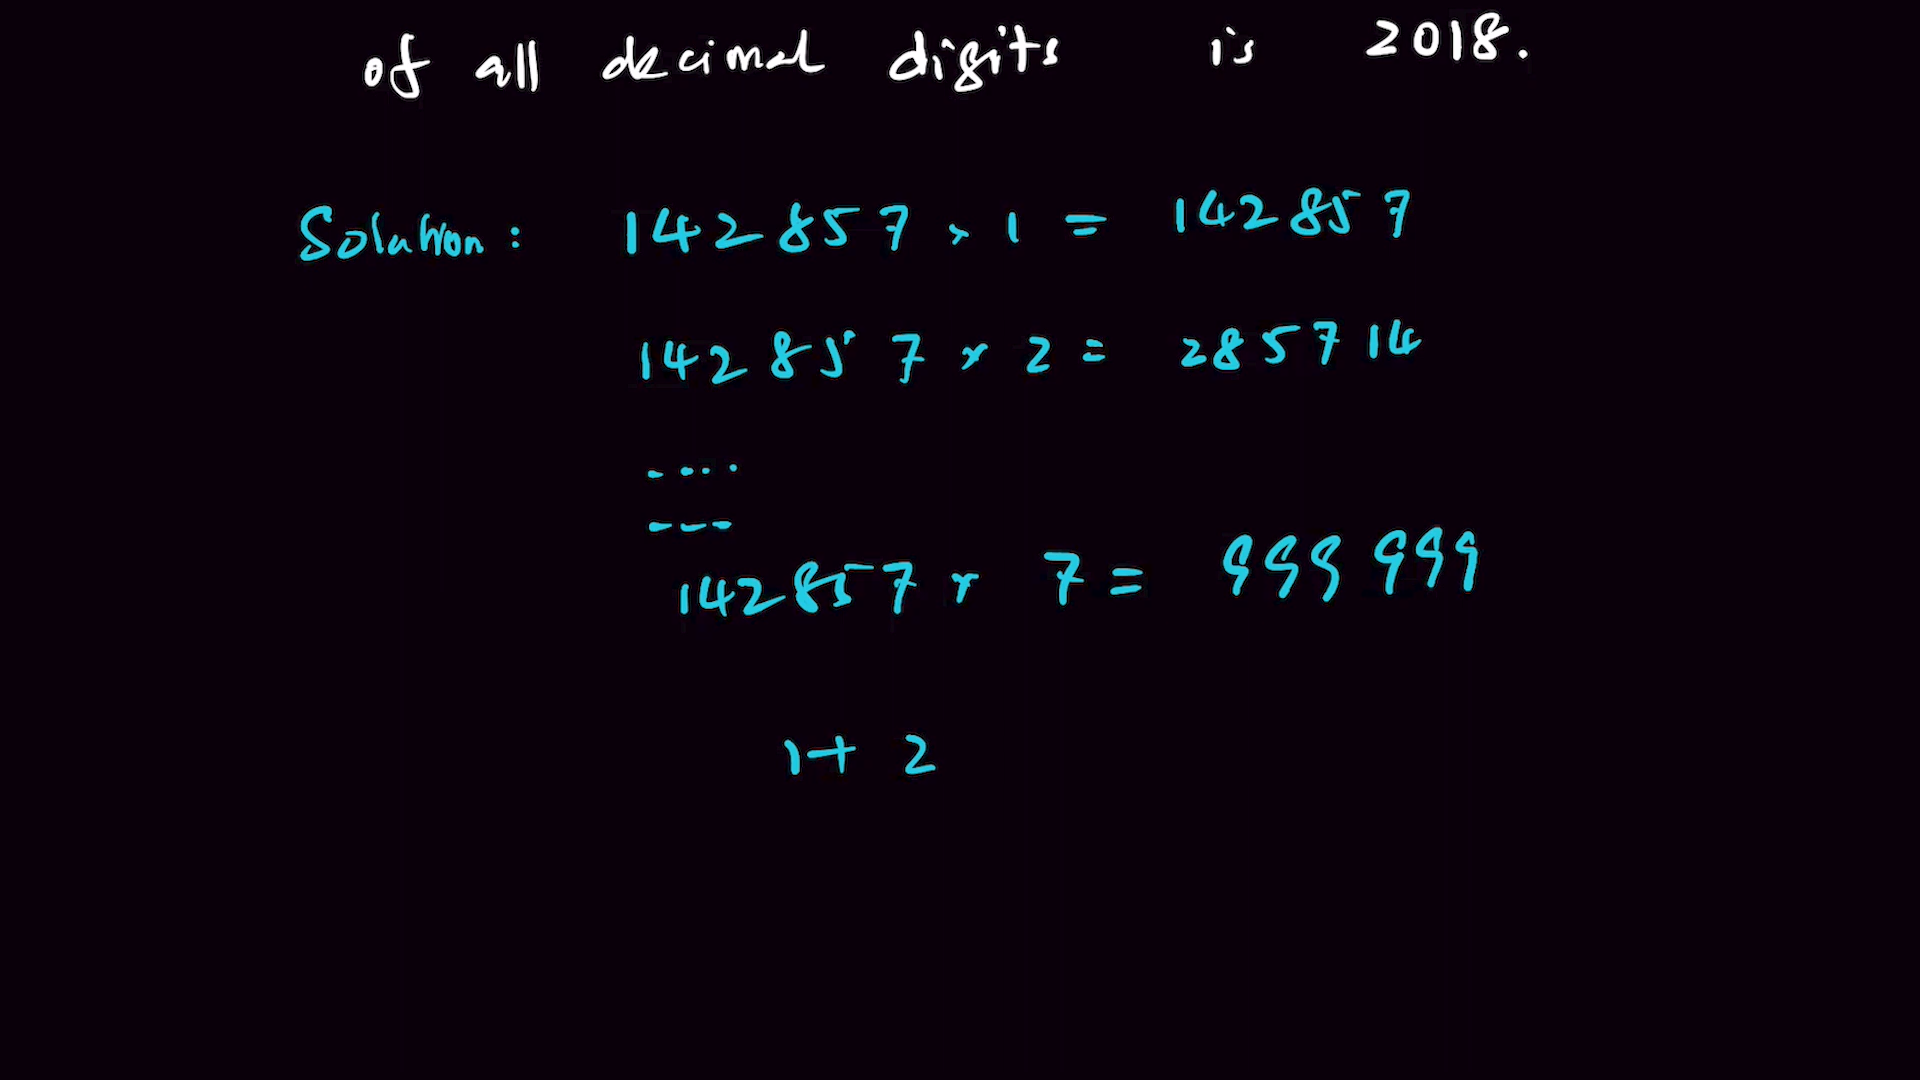 of all decimal digits is 2018.
Solution: 142857 × 1 = 142857
142857 × 2 = 285714
....
---
142857 × 7 = 999999
1+ 2